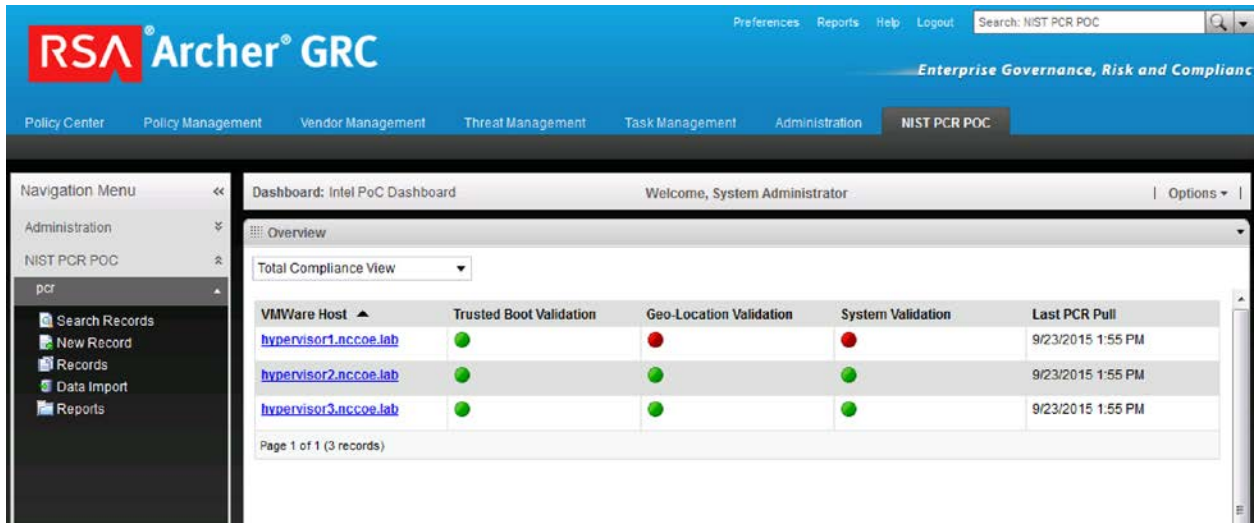 Preferences Reports Help Logout Search: NIST PCR POC
RSA Archer® GRC
Enterprise Governance, Risk and Complianc
Policy Center Policy Management Vendor Management Threat Management Task Management Administration NIST PCR POC
Navigation Menu « Dashboard: Intel PoC Dashboard Welcome, System Administrator | Options |
Administration
Overview
NIST PCR POC
Total Compliance View
pcr
Search Records
New Record
Records
Data Import
Reports
VMWare Host Trusted Boot Validation Geo-Location Validation System Validation Last PCR Pull
hypervisor1.nccoe.lab 9/23/2015 1:55 PM
hypervisor2.nccoe.lab 9/23/2015 1:55 PM
hypervisor3.nccoe.lab 9/23/2015 1:55 PM
Page 1 of 1 (3 records)